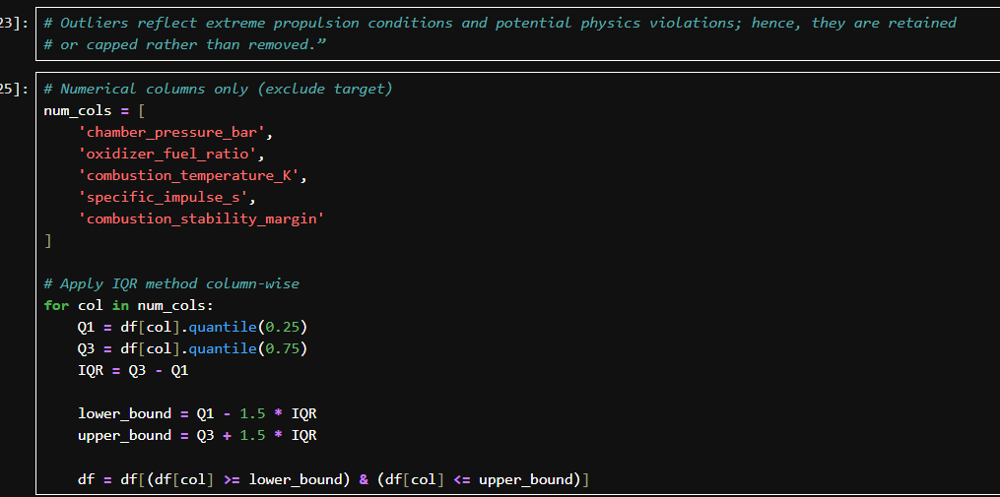 23]: # Outliers reflect extreme propulsion conditions and potential physics violations; hence, they are retained
# or capped rather than removed.”
25]: # Numerical columns only (exclude target)
num_cols = [
    'chamber_pressure_bar',
    'oxidizer_fuel_ratio',
    'combustion_temperature_K',
    'specific_impulse_s',
    'combustion_stability_margin'
]
# Apply IQR method column-wise
for col in num_cols:
    Q1 = df[col].quantile(0.25)
    Q3 = df[col].quantile(0.75)
    IQR = Q3 - Q1
    lower_bound = Q1 - 1.5 * IQR
    upper_bound = Q3 + 1.5 * IQR
    df = df[(df[col] >= lower_bound) & (df[col] <= upper_bound)]